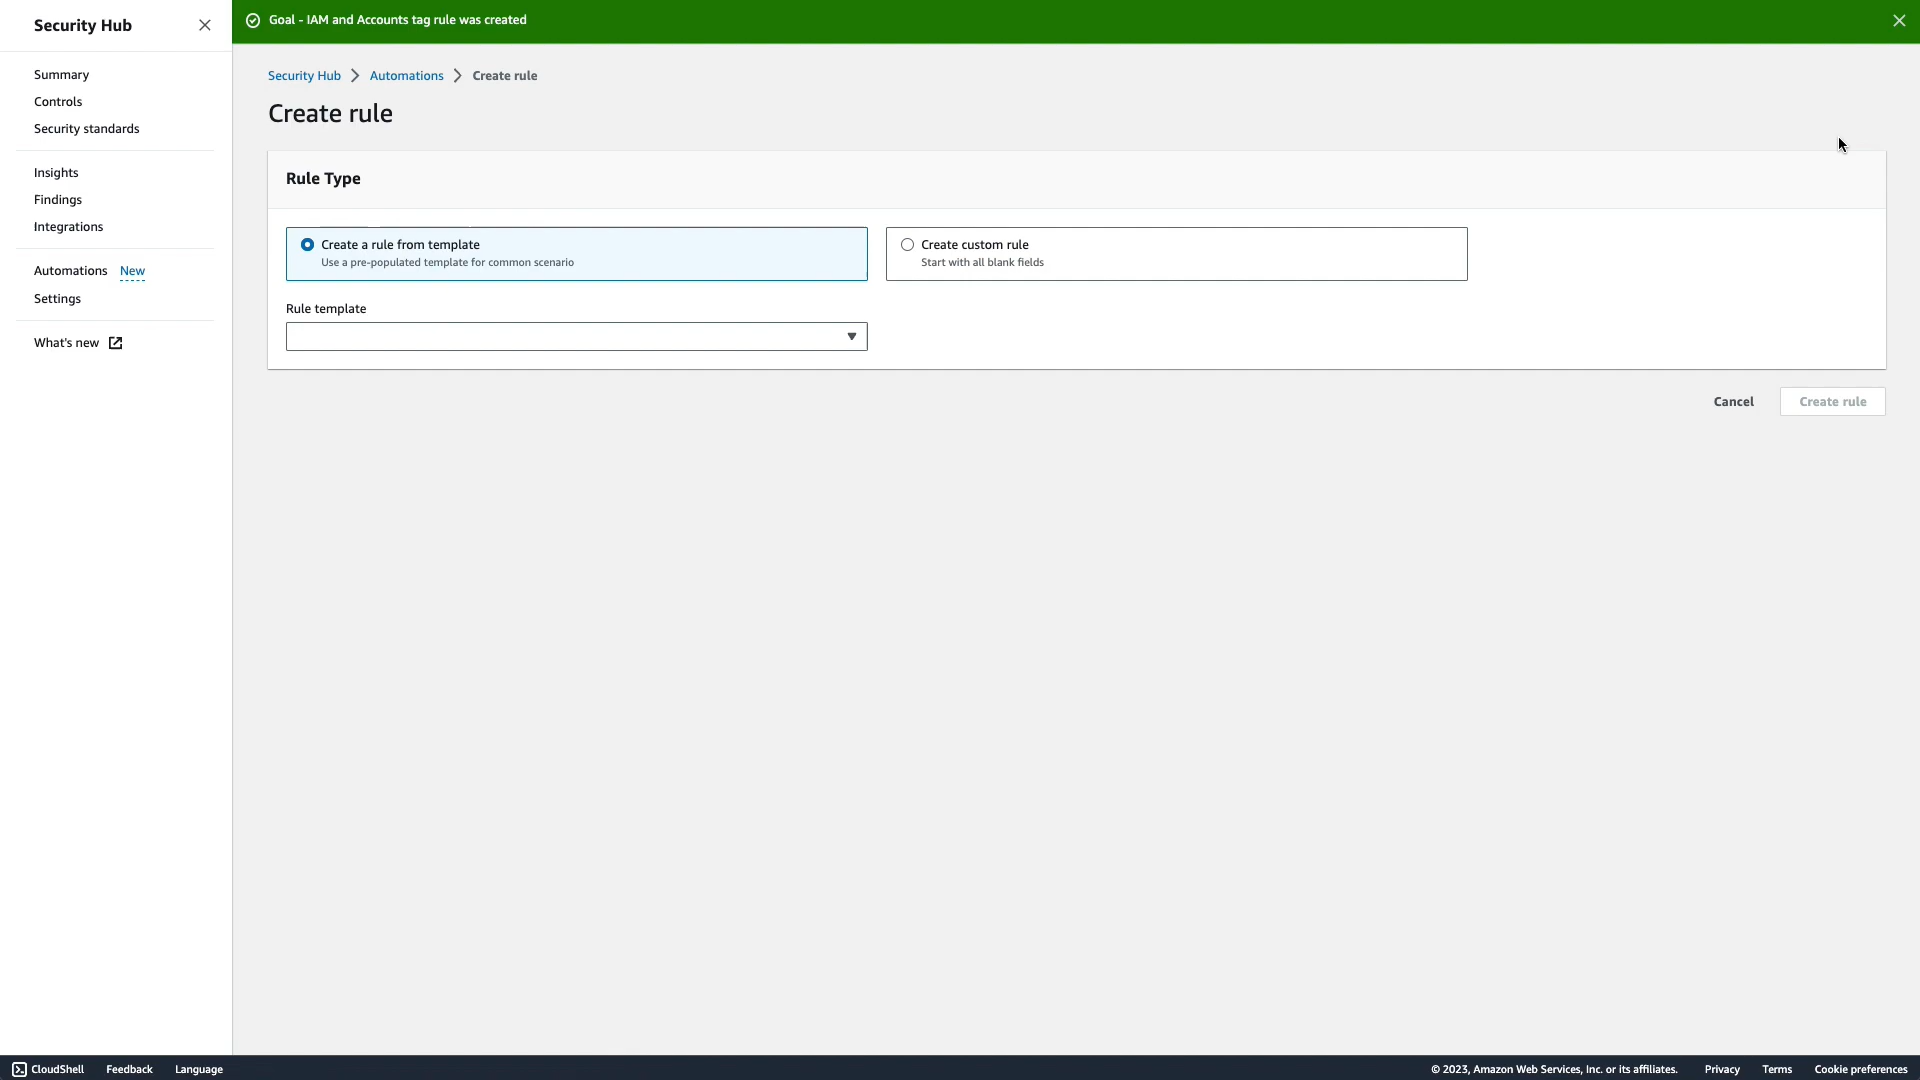 Security Hub
Goal - IAM and Accounts tag rule was created
Summary
Controls
Security standards
Insights
Findings
Integrations
Automations New
Settings
What's new
Security Hub Automations Create rule
Create rule
Rule Type
Create a rule from template
Use a pre-populated template for common scenario
Create custom rule
Start with all blank fields
Rule template
Cancel Create rule
CloudShell Feedback Language © 2023, Amazon Web Services, Inc. or its affiliates. Privacy Terms Cookie preferences